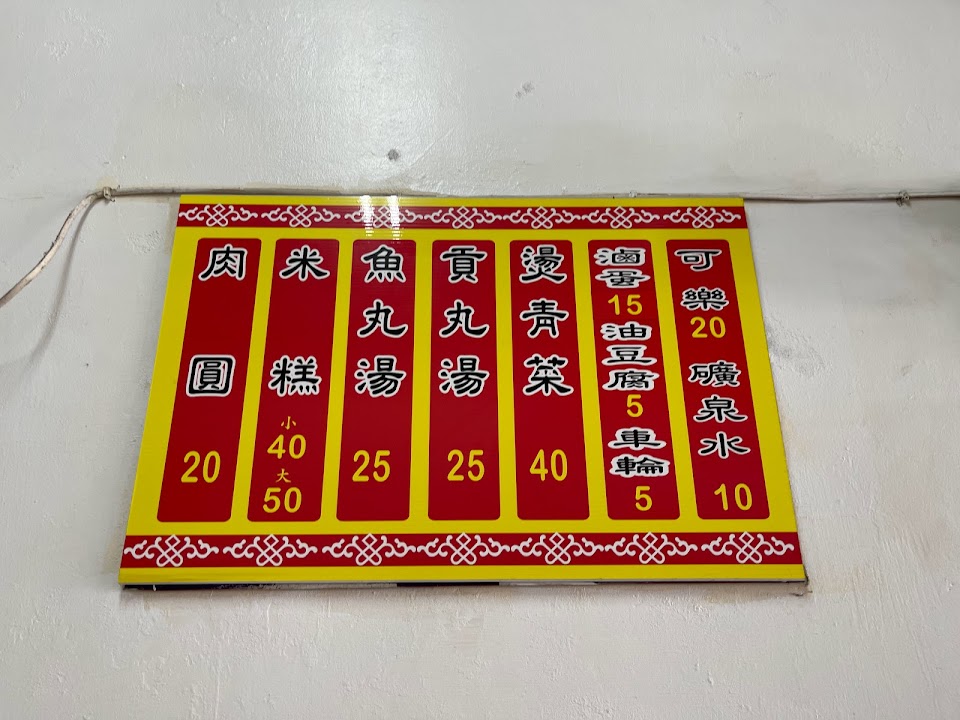 肉圓 20
米糕 小 40 大 50
魚丸湯 25
貢丸湯 25
燙青菜 40
滷蛋 15 油豆腐 5 車輪 5
可樂 20 礦泉水 10